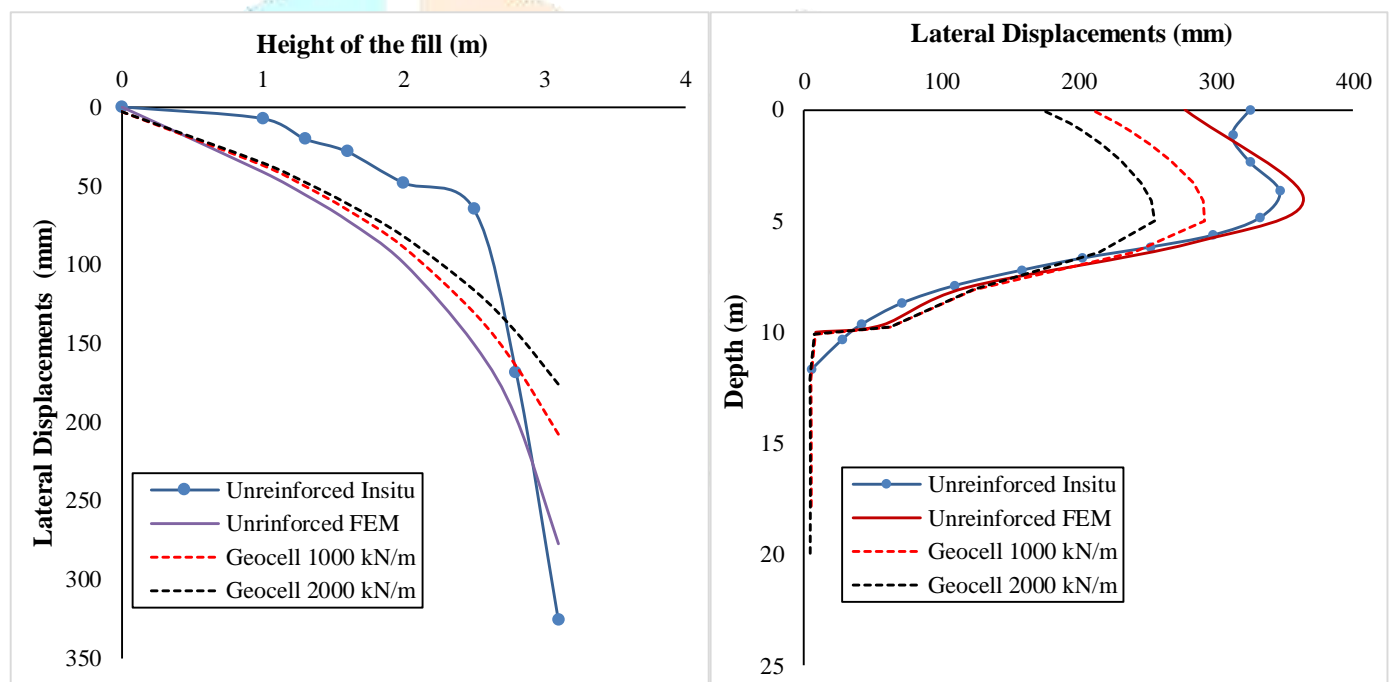 Height of the fill (m)
0 1 2 3 4
0
50
100
150
200
250
300
350
Lateral Displacements (mm)
Unreinforced Insitu
Unrinforced FEM
Geocell 1000 kN/m
Geocell 2000 kN/m
Lateral Displacements (mm)
0 100 200 300 400
0
5
10
15
20
25
Depth (m)
Unreinforced Insitu
Unreinforced FEM
Geocell 1000 kN/m
Geocell 2000 kN/m